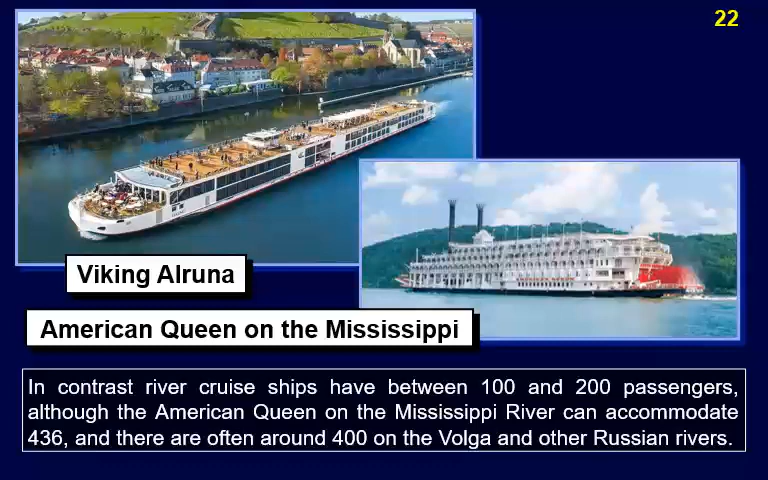 22
Viking Alruna
American Queen on the Mississippi
In contrast river cruise ships have between 100 and 200 passengers,
although the American Queen on the Mississippi River can accommodate
436, and there are often around 400 on the Volga and other Russian rivers.